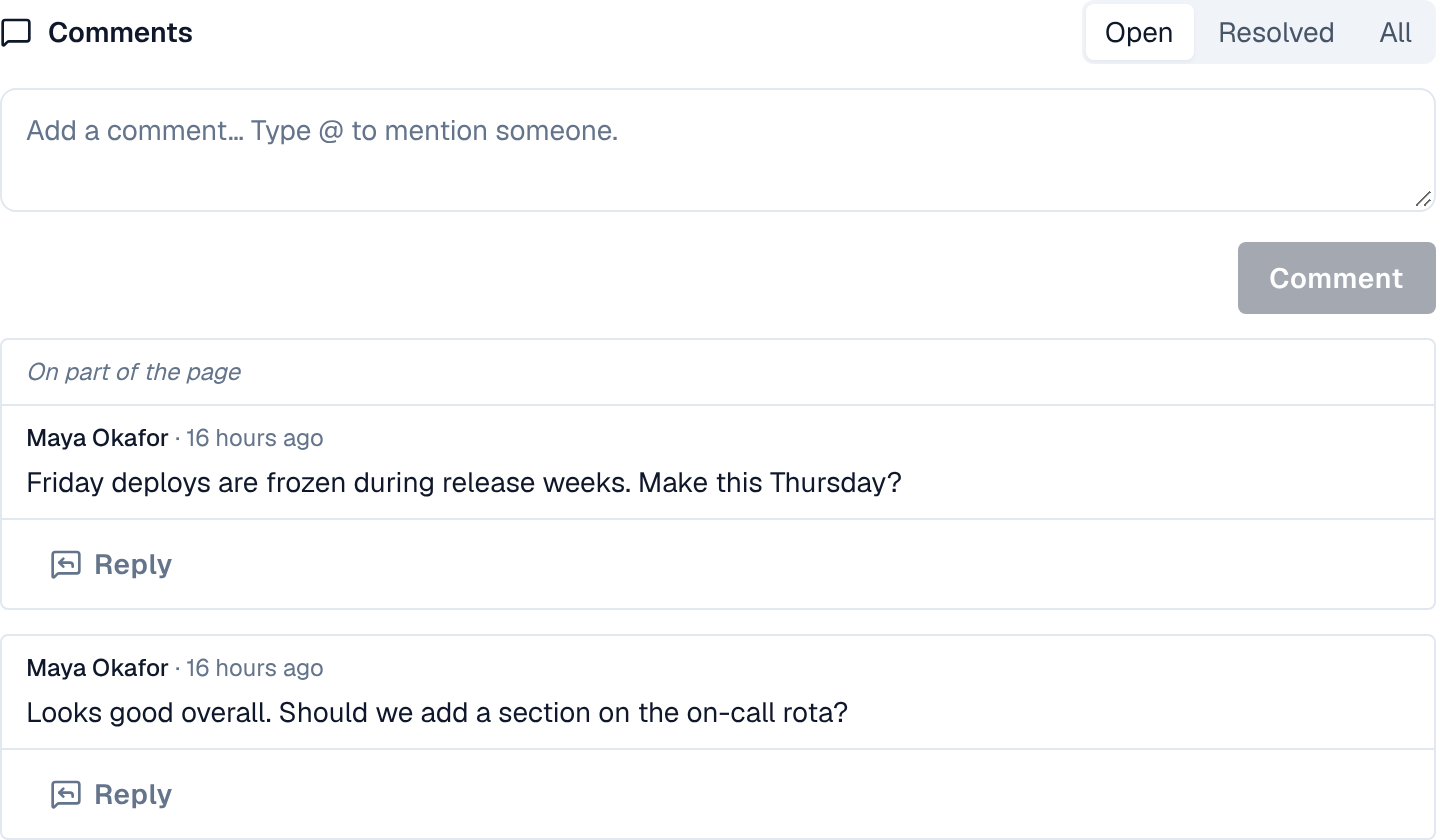 Comments
Open Resolved All
Add a comment… Type @ to mention someone.
Comment
On part of the page
Maya Okafor · 16 hours ago
Friday deploys are frozen during release weeks. Make this Thursday?
Reply
Maya Okafor · 16 hours ago
Looks good overall. Should we add a section on the on-call rota?
Reply